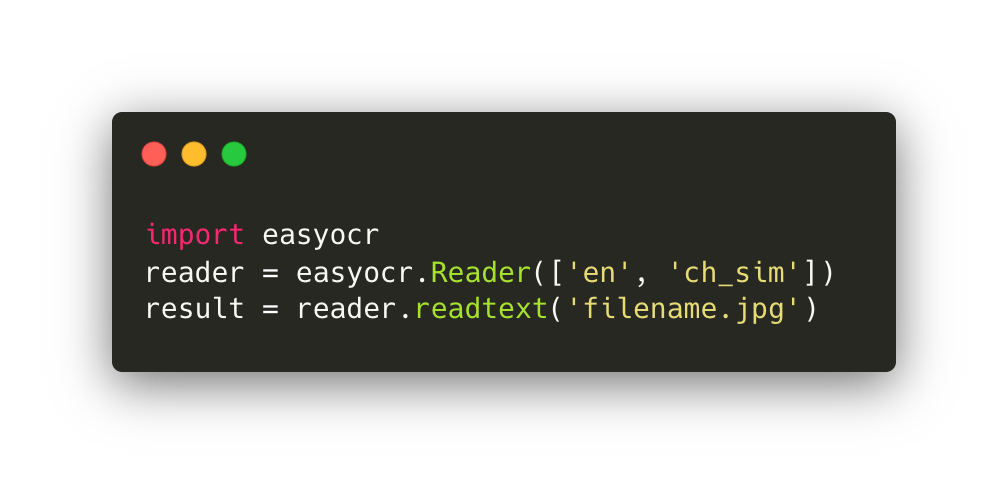 import easyocr
reader = easyocr.Reader(['en', 'ch_sim'])
result = reader.readtext('filename.jpg')